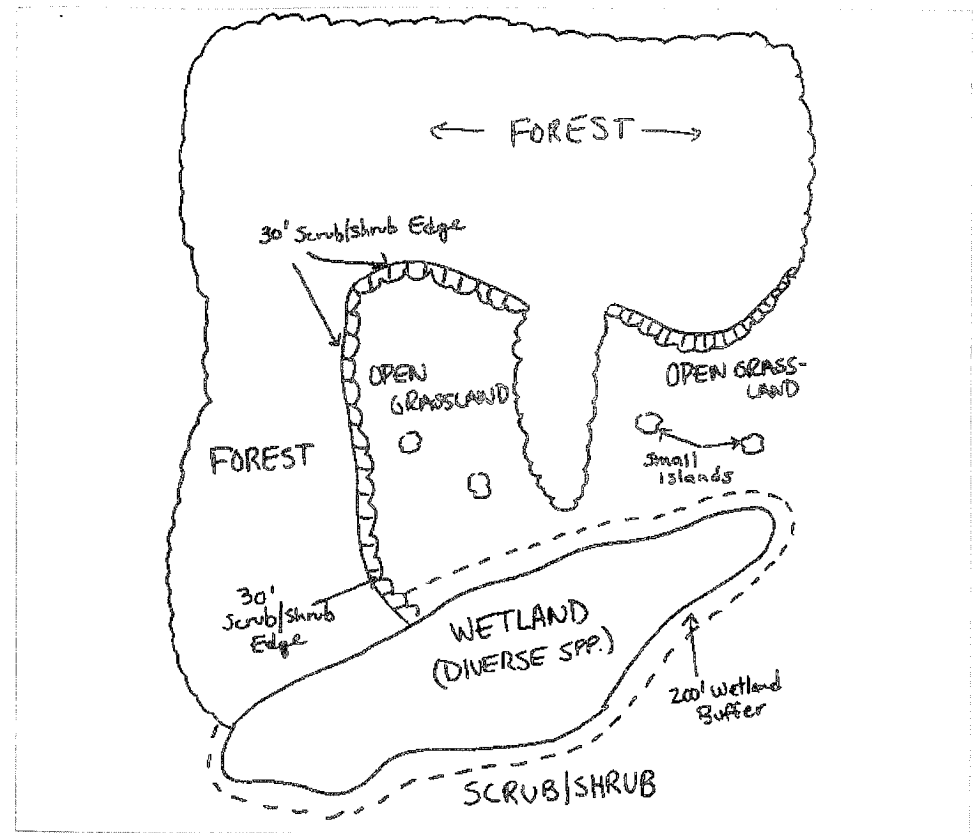 FOREST
30' Scrub/shrub Edge
OPEN
GRASSLAND
OPEN GRASS-
LAND
FOREST
Small
islands
30'
Scrub/shrub
Edge
WETLAND
(DIVERSE SPP.)
200' Wetland
Buffer
SCRUB/SHRUB